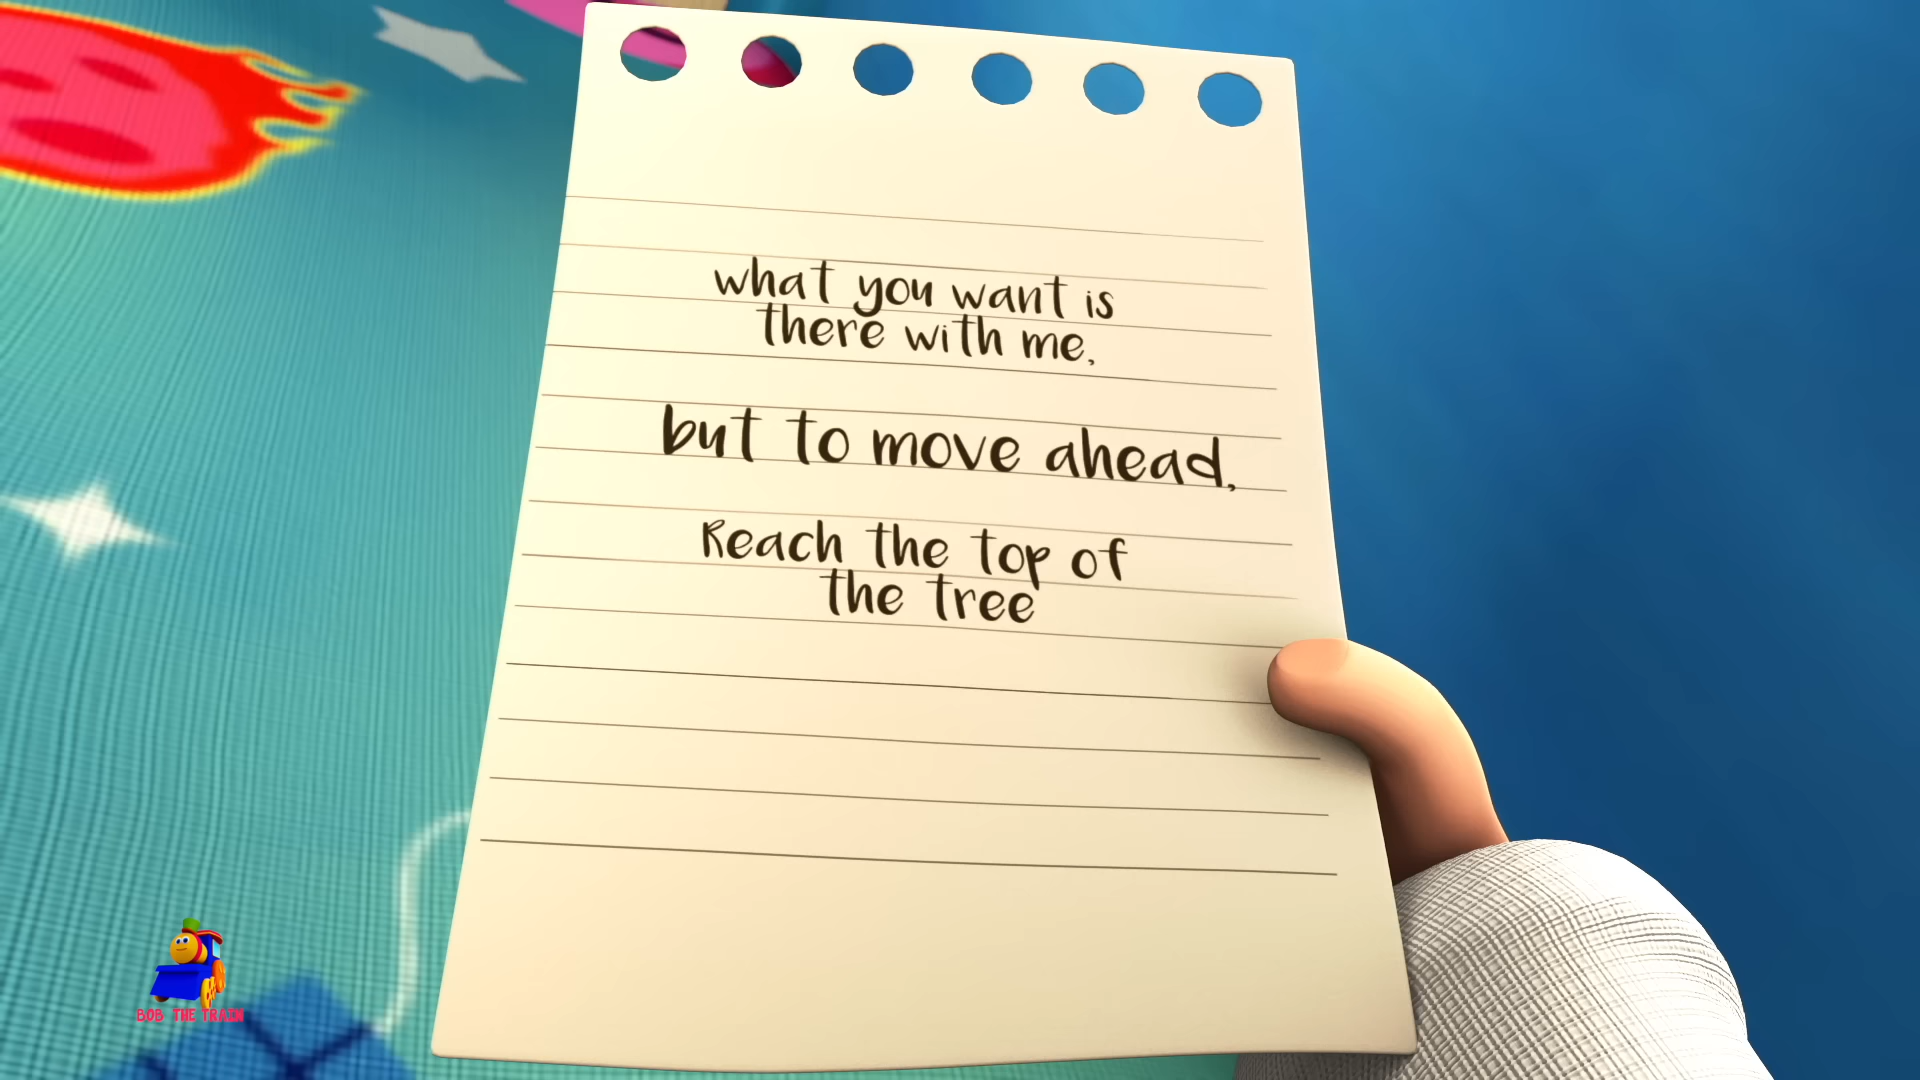 what you want is
there with me,
but to move ahead,
Reach the top of
the tree
BOB THE TRAIN